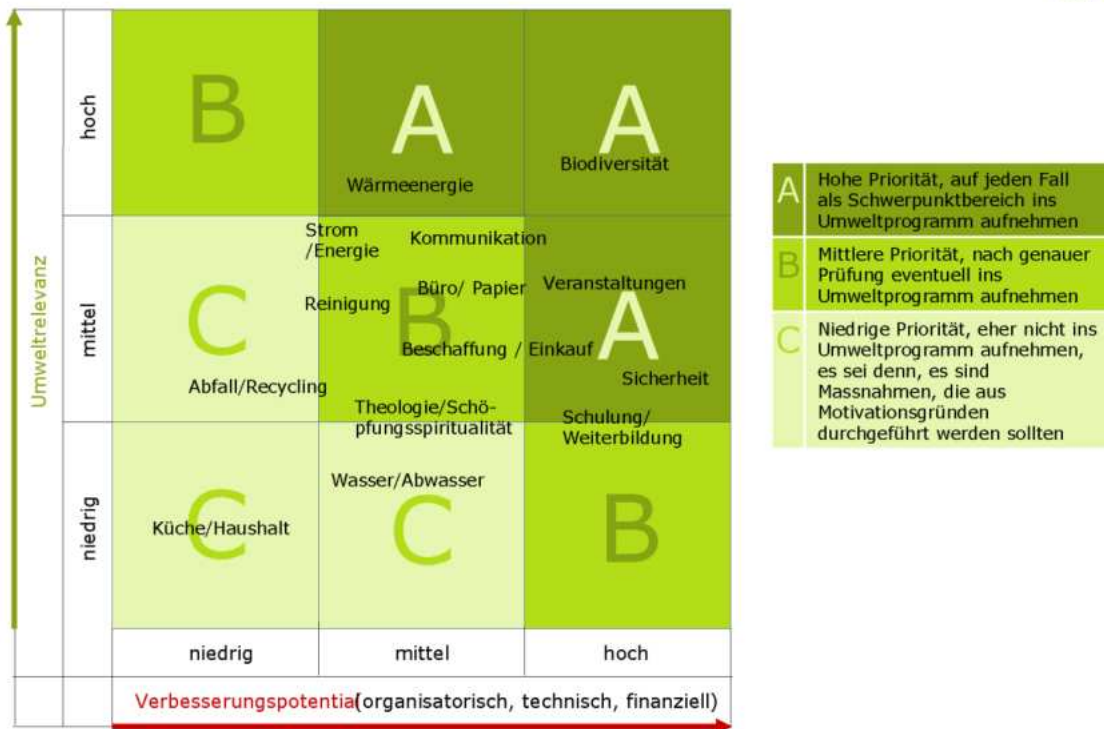 Umweltrelevanz
hoch
mittel
niedrig
B
A
A
Wärmeenergie
Biodiversität
Strom
/Energie
Kommunikation
Büro/ Papier
Veranstaltungen
Reinigung
C
B
A
Beschaffung / Einkauf
Abfall/Recycling
Sicherheit
Theologie/Schö-
pfungsspiritualität
Schulung/
Weiterbildung
Wasser/Abwasser
C
Küche/Haushalt
C
B
niedrig
mittel
hoch
Verbesserungspotential(organisatorisch, technisch, finanziell)
A
Hohe Priorität, auf jeden Fall
als Schwerpunktbereich ins
Umweltprogramm aufnehmen
B
Mittlere Priorität, nach genauer
Prüfung eventuell ins
Umweltprogramm aufnehmen
C
Niedrige Priorität, eher nicht ins
Umweltprogramm aufnehmen,
es sei denn, es sind
Massnahmen, die aus
Motivationsgründen
durchgeführt werden sollten